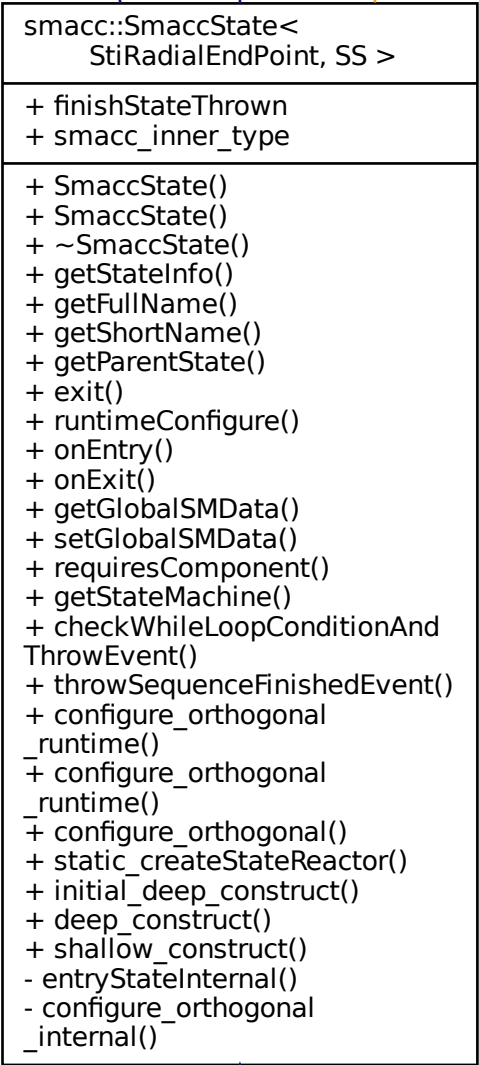 smacc::SmaccState<
StiRadialEndPoint, SS >
+ finishStateThrown
+ smacc_inner_type
+ SmaccState()
+ SmaccState()
+ ~SmaccState()
+ getStateInfo()
+ getFullName()
+ getShortName()
+ getParentState()
+ exit()
+ runtimeConfigure()
+ onEntry()
+ onExit()
+ getGlobalSMData()
+ setGlobalSMData()
+ requiresComponent()
+ getStateMachine()
+ checkWhileLoopConditionAnd
ThrowEvent()
+ throwSequenceFinishedEvent()
+ configure_orthogonal
_runtime()
+ configure_orthogonal
_runtime()
+ configure_orthogonal()
+ static_createStateReactor()
+ initial_deep_construct()
+ deep_construct()
+ shallow_construct()
- entryStateInternal()
- configure_orthogonal
_internal()